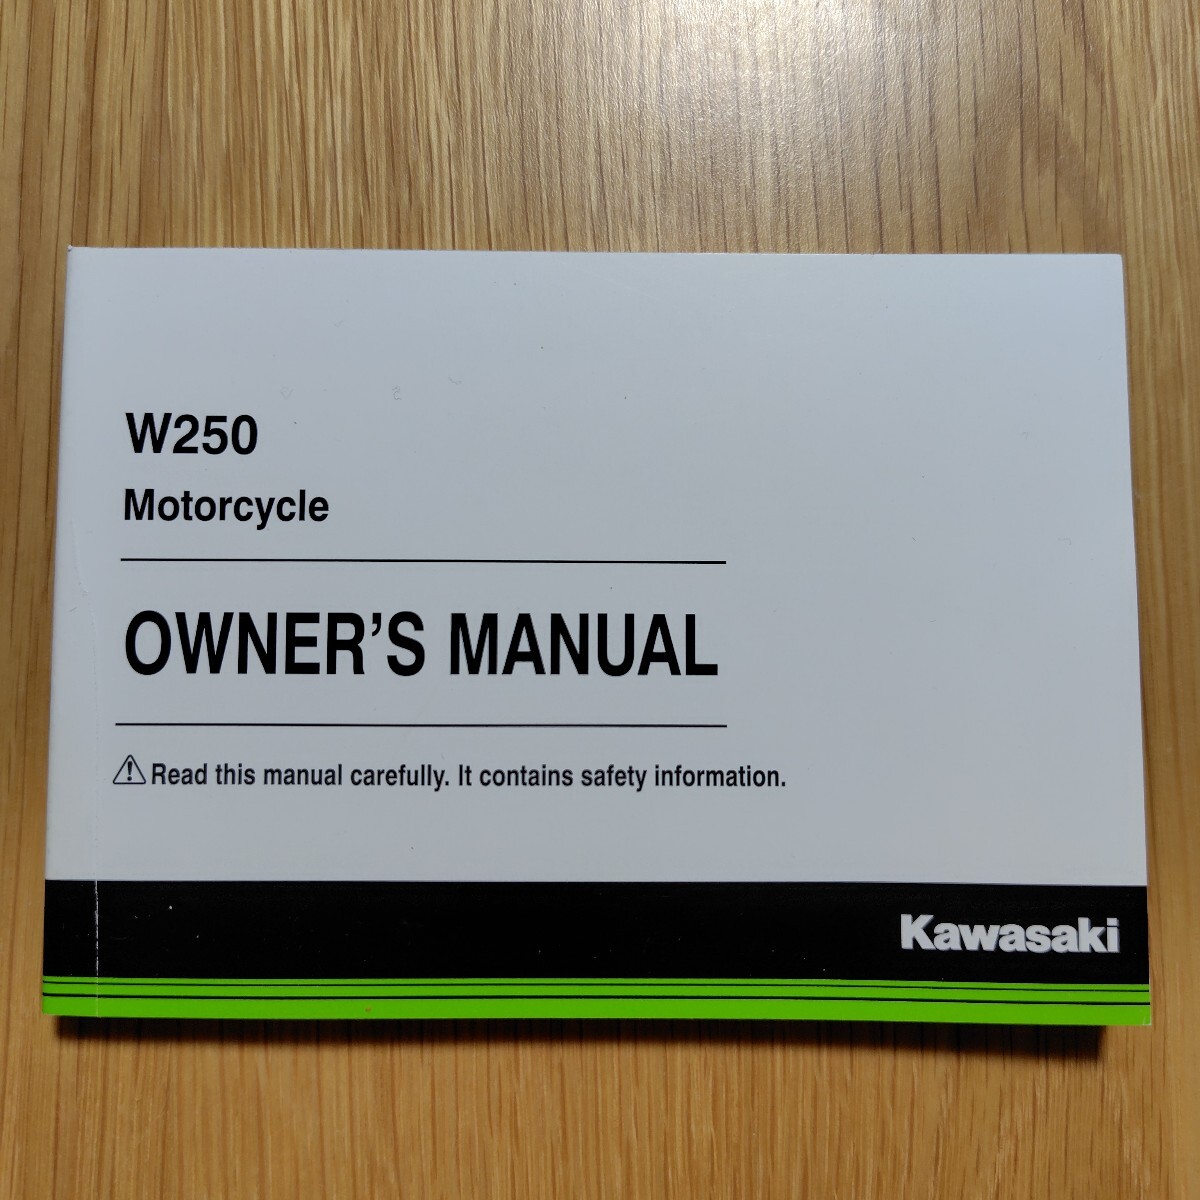 W250
Motorcycle
OWNER’S MANUAL
Read this manual carefully. It contains safety information.
Kawasaki